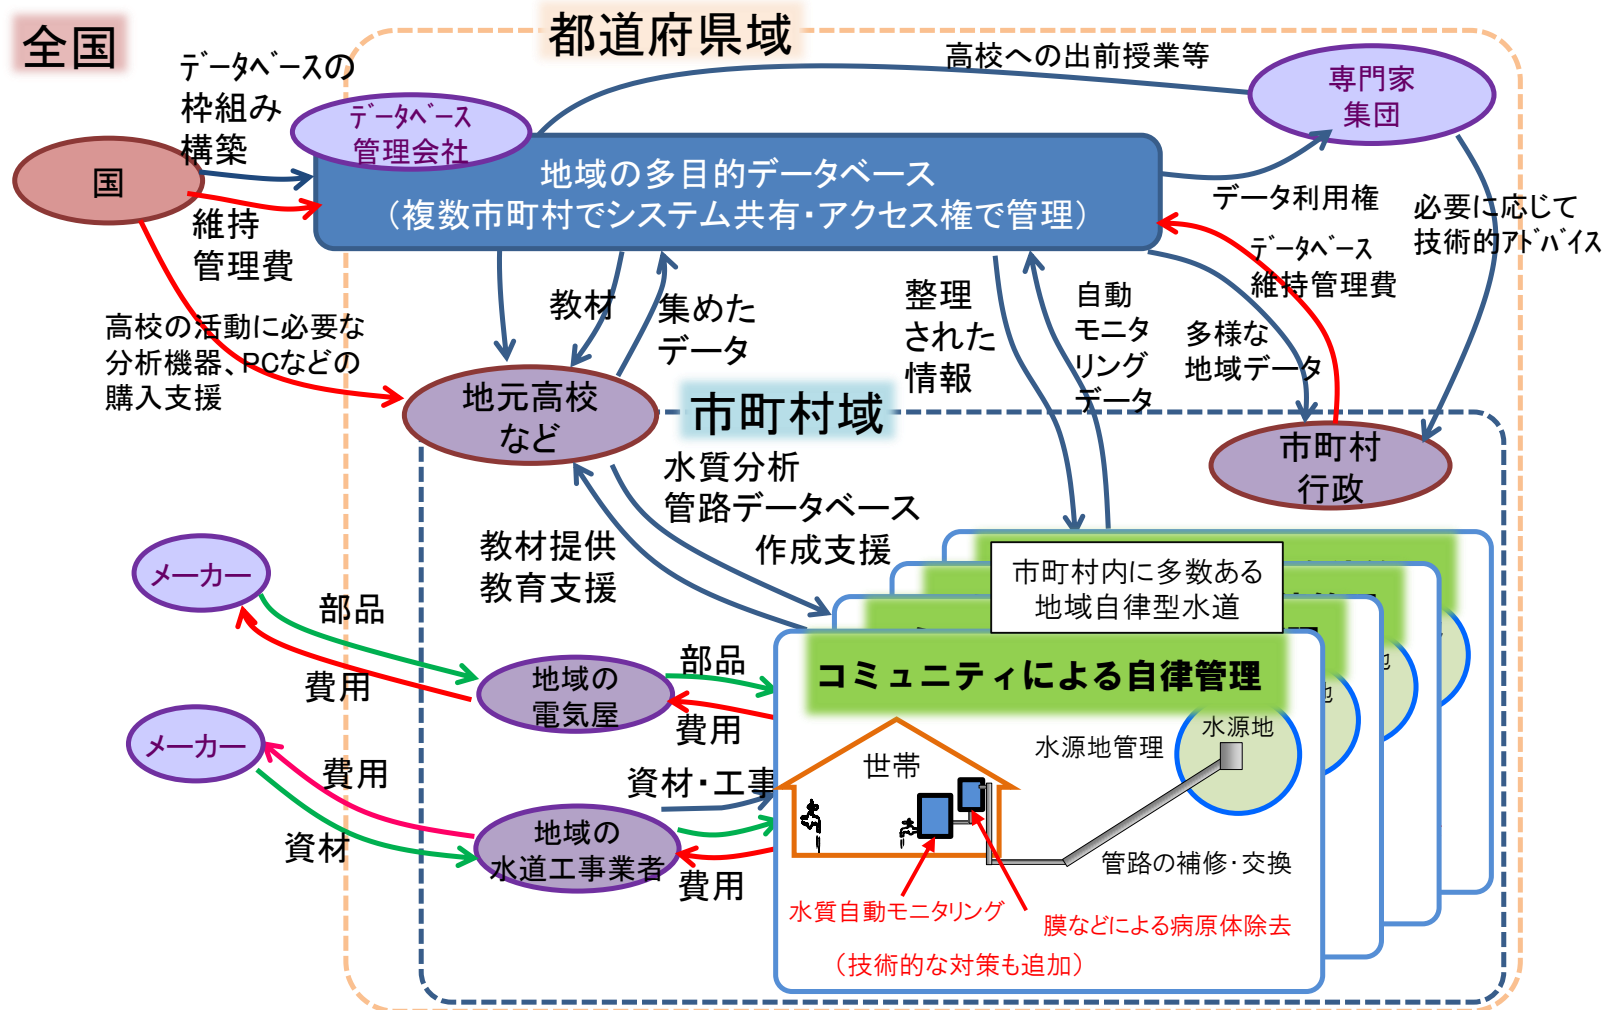 全国
都道府県域
データベースの
枠組み
構築
データベース
管理会社
高校への出前授業等
専門家
集団
国
地域の多目的データベース
（複数市町村でシステム共有・アクセス権で管理）
維持
管理費
データ利用権
必要に応じて
技術的アドバイス
データベース
維持管理費
高校の活動に必要な
分析機器、PCなどの
購入支援
教材
集めた
データ
整理
された
情報
自動
モニタ
リング
データ
多様な
地域データ
地元高校
など
市町村域
市町村
行政
水質分析
管路データベース
作成支援
教材提供
教育支援
市町村内に多数ある
地域自律型水道
メーカー
部品
費用
地域の
電気屋
部品
費用
コミュニティによる自律管理
メーカー
費用
資材
資材・工事
地域の
水道工事業者
費用
世帯
水源地管理
水源地
管路の補修・交換
水質自動モニタリング
膜などによる病原体除去
（技術的な対策も追加）